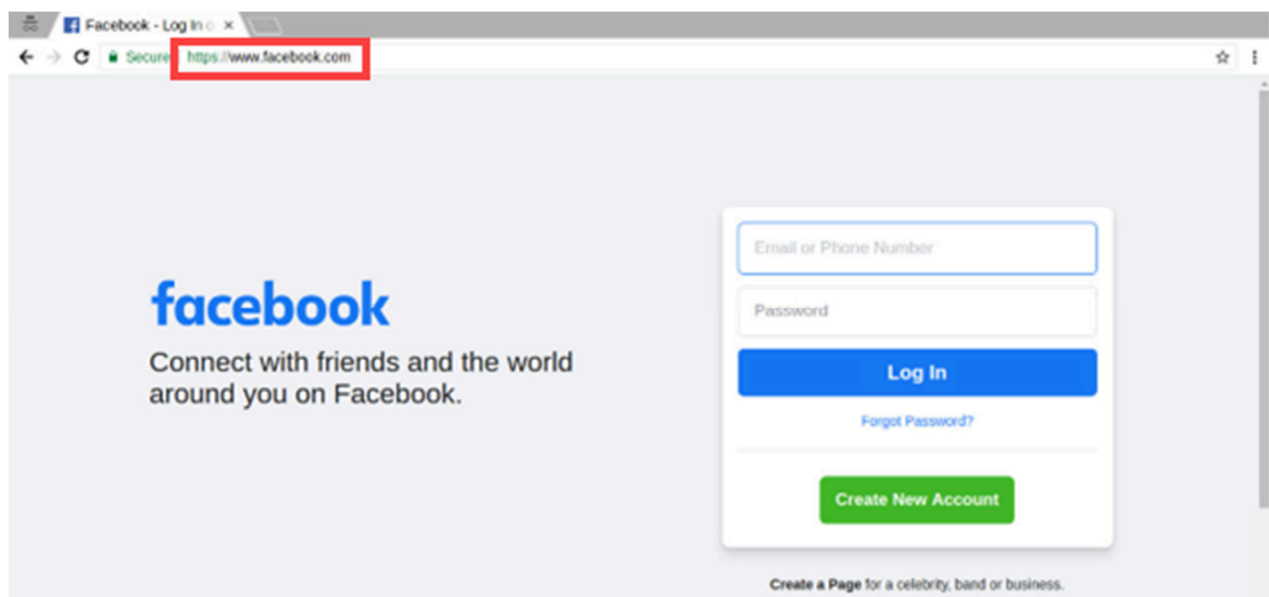 Facebook - Log In o
Secure https://www.facebook.com
facebook
Connect with friends and the world
around you on Facebook.
Email or Phone Number
Password
Log In
Forgot Password?
Create New Account
Create a Page for a celebrity, band or business.